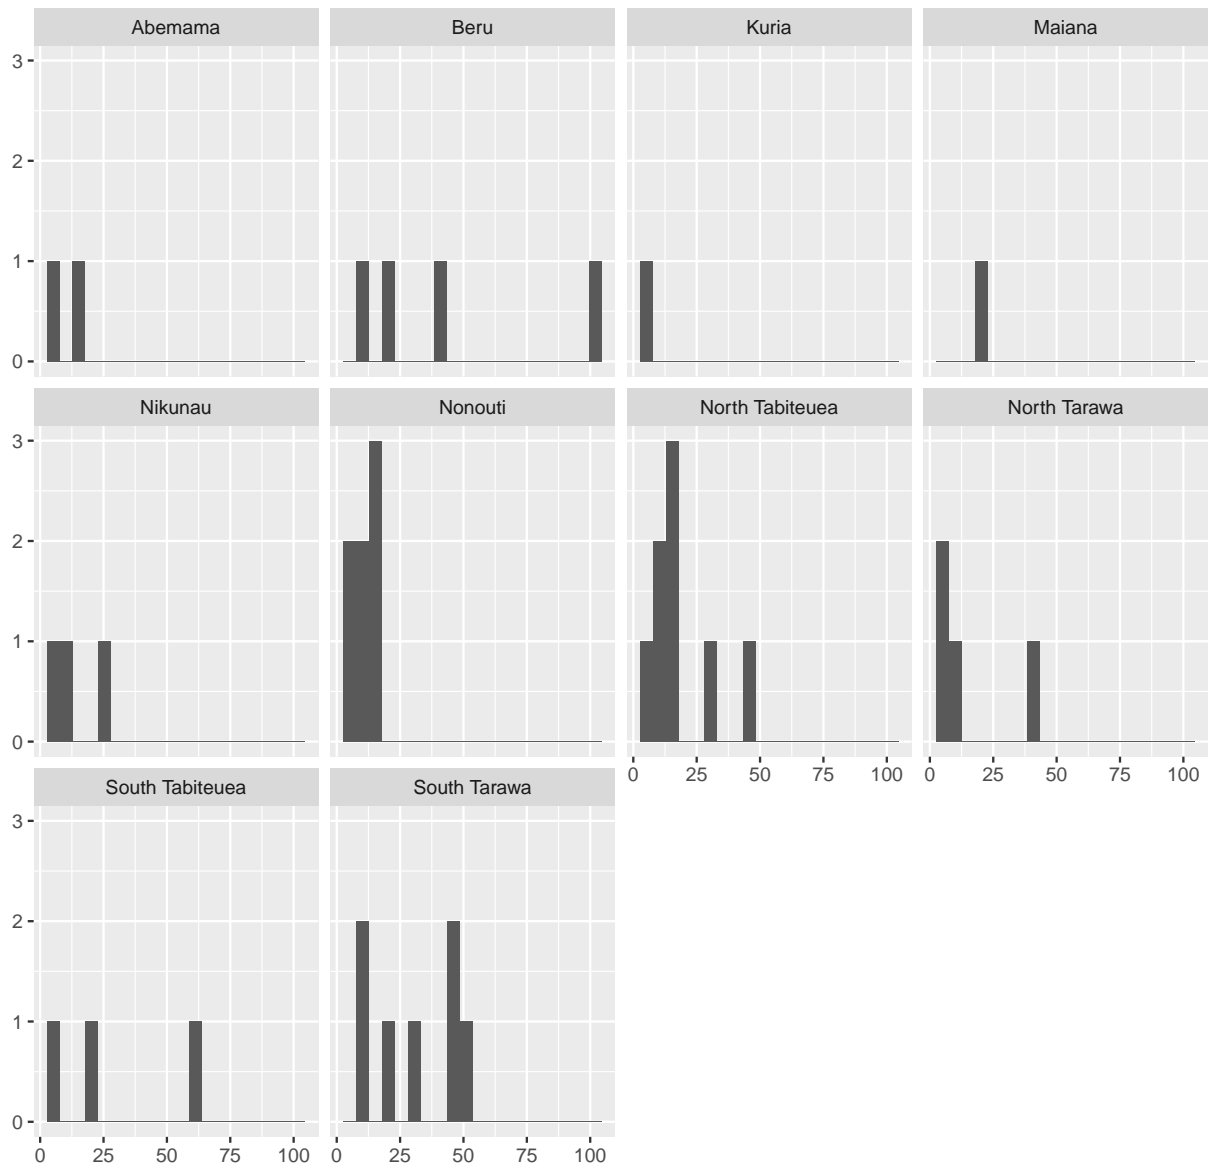 Abemama Beru Kuria Maiana
3
2
1
0
Nikunau Nonouti North Tabiteuea North Tarawa
3
2
1
0
0 25 50 75 100 0 25 50 75 100
South Tabiteuea South Tarawa
3
2
1
0
0 25 50 75 100 0 25 50 75 100